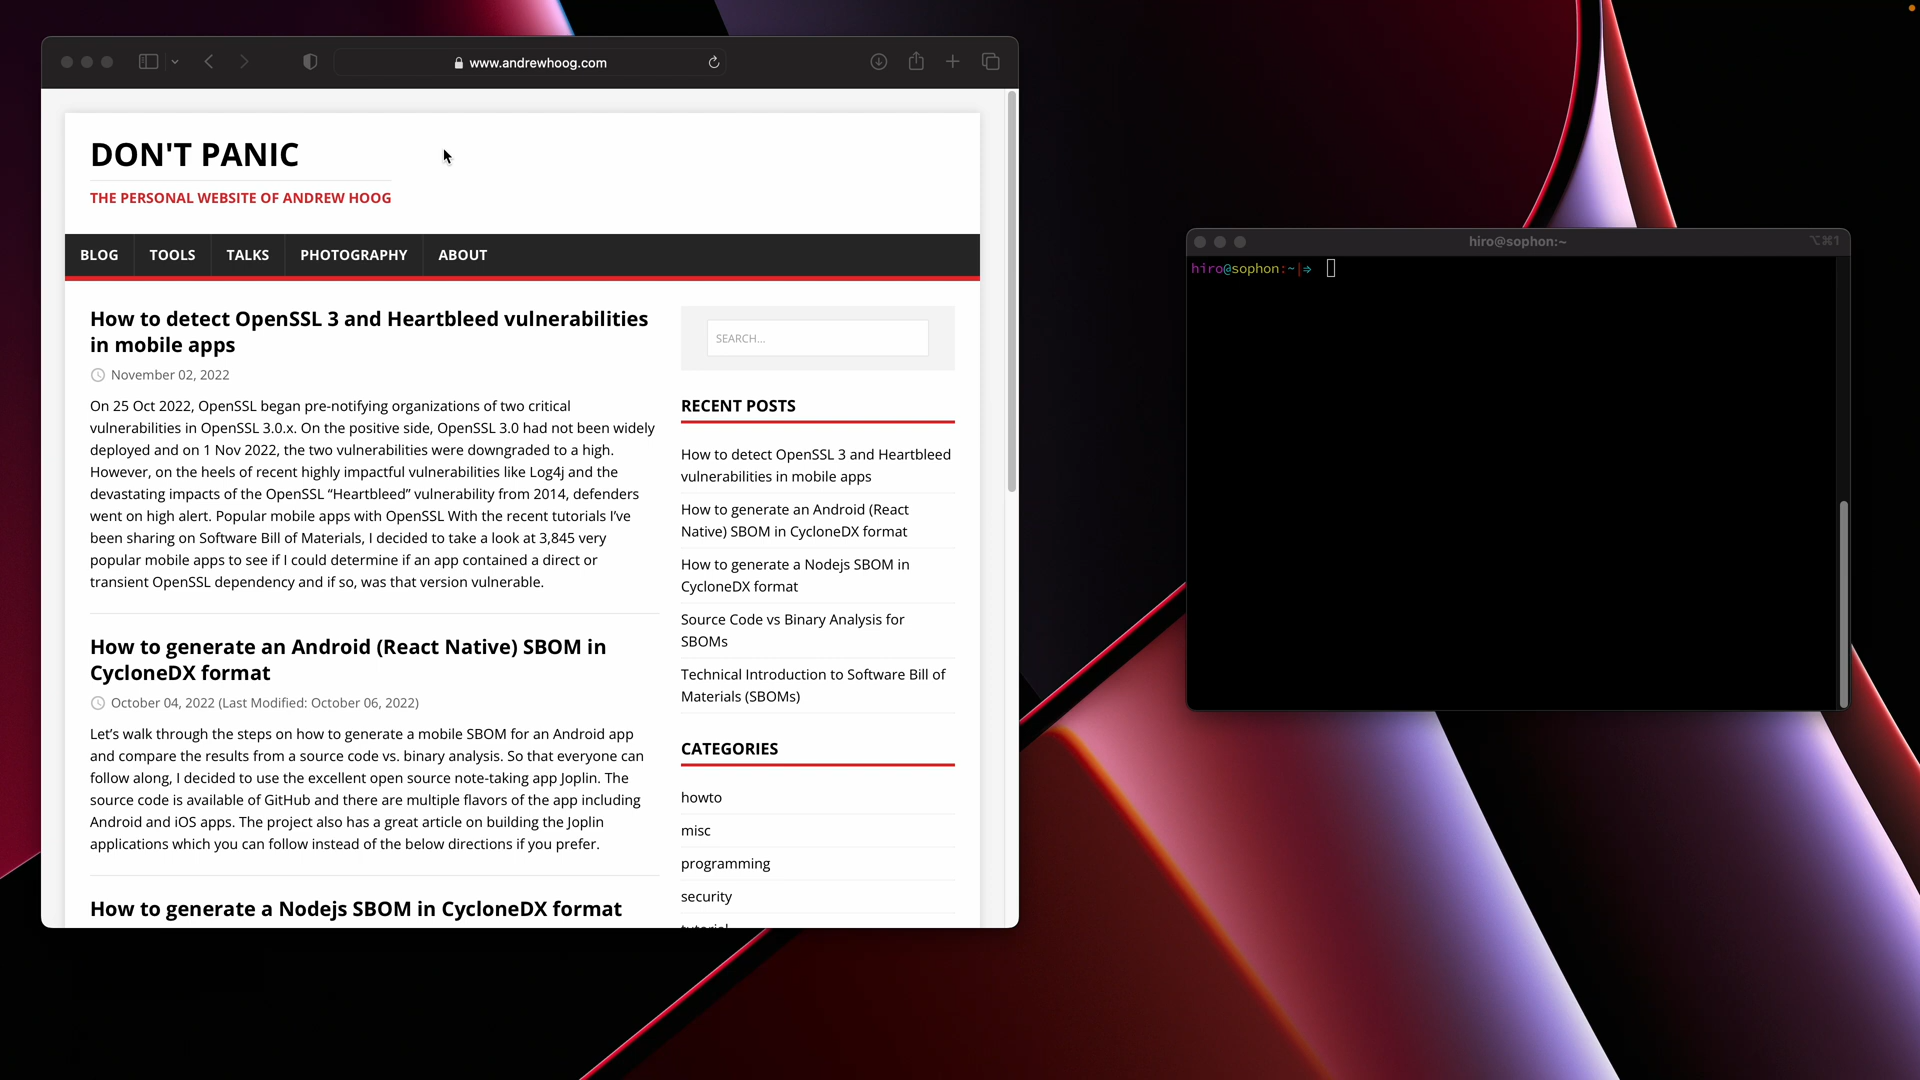 www.andrewhoog.com
DON'T PANIC
THE PERSONAL WEBSITE OF ANDREW HOOG
BLOG TOOLS TALKS PHOTOGRAPHY ABOUT
How to detect OpenSSL 3 and Heartbleed vulnerabilities
in mobile apps
November 02, 2022
On 25 Oct 2022, OpenSSL began pre-notifying organizations of two critical
vulnerabilities in OpenSSL 3.0.x. On the positive side, OpenSSL 3.0 had not been widely
deployed and on 1 Nov 2022, the two vulnerabilities were downgraded to a high.
However, on the heels of recent highly impactful vulnerabilities like Log4j and the
devastating impacts of the OpenSSL “Heartbleed” vulnerability from 2014, defenders
went on high alert. Popular mobile apps with OpenSSL With the recent tutorials I’ve
been sharing on Software Bill of Materials, I decided to take a look at 3,845 very
popular mobile apps to see if I could determine if an app contained a direct or
transient OpenSSL dependency and if so, was that version vulnerable.
How to generate an Android (React Native) SBOM in
CycloneDX format
October 04, 2022 (Last Modified: October 06, 2022)
Let’s walk through the steps on how to generate a mobile SBOM for an Android app
and compare the results from a source code vs. binary analysis. So that everyone can
follow along, I decided to use the excellent open source note-taking app Joplin. The
source code is available of GitHub and there are multiple flavors of the app including
Android and iOS apps. The project also has a great article on building the Joplin
applications which you can follow instead of the below directions if you prefer.
How to generate a Nodejs SBOM in CycloneDX format
SEARCH...
RECENT POSTS
How to detect OpenSSL 3 and Heartbleed
vulnerabilities in mobile apps
How to generate an Android (React
Native) SBOM in CycloneDX format
How to generate a Nodejs SBOM in
CycloneDX format
Source Code vs Binary Analysis for
SBOMs
Technical Introduction to Software Bill of
Materials (SBOMs)
CATEGORIES
howto
misc
programming
security
tutorial
hiro@sophon:~
⌥⌘1
hiro@sophon:~|⇒